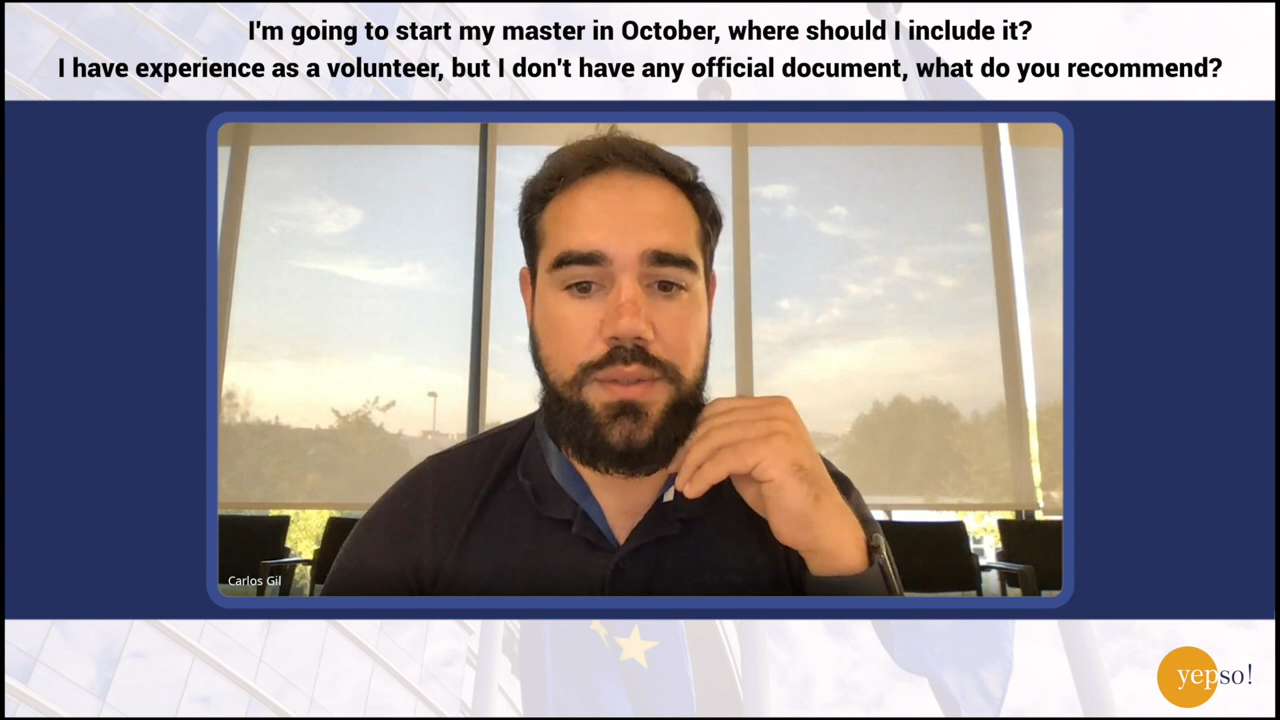 I'm going to start my master in October, where should I include it?
I have experience as a volunteer, but I don't have any official document, what do you recommend?
Carlos Gil
yepso!